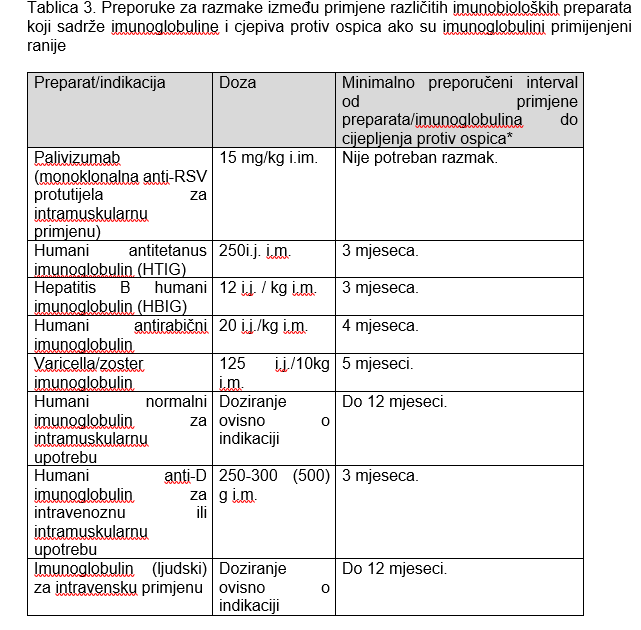 Tablica 3. Preporuke za razmake između primjene različitih imunobioloških preparata
koji sadrže imunoglobuline i cjepiva protiv ospica ako su imunoglobulini primijenjeni
ranije
Preparat/indikacija
Doza
Minimalno preporučeni interval
od primjene
preparata/imunoglobulina do
cijepljenja protiv ospica*
Palivizumab
(monoklonalna anti-RSV
protutijela za
intramuskularnu
primjenu)
15 mg/kg i.im.
Nije potreban razmak.
Humani antitetanus
imunoglobulin (HTIG)
250i.j. i.m.
3 mjeseca.
Hepatitis B humani
imunoglobulin (HBIG)
12 i.j. / kg i.m.
3 mjeseca.
Humani antirabični
imunoglobulin
20 i.j./kg i.m.
4 mjeseca.
Varicella/zoster
imunoglobulin
125 i.j./10kg
i.m.
5 mjeseci.
Humani normalni
imunoglobulin za
intramuskularnu
upotrebu
Doziranje
ovisno o
indikaciji
Do 12 mjeseci.
Humani anti-D
imunoglobulin za
intravenoznu ili
intramuskularnu
upotrebu
250-300 (500)
g i.m.
3 mjeseca.
Imunoglobulin (ljudski)
za intravensku primjenu
Doziranje
ovisno o
indikaciji
Do 12 mjeseci.